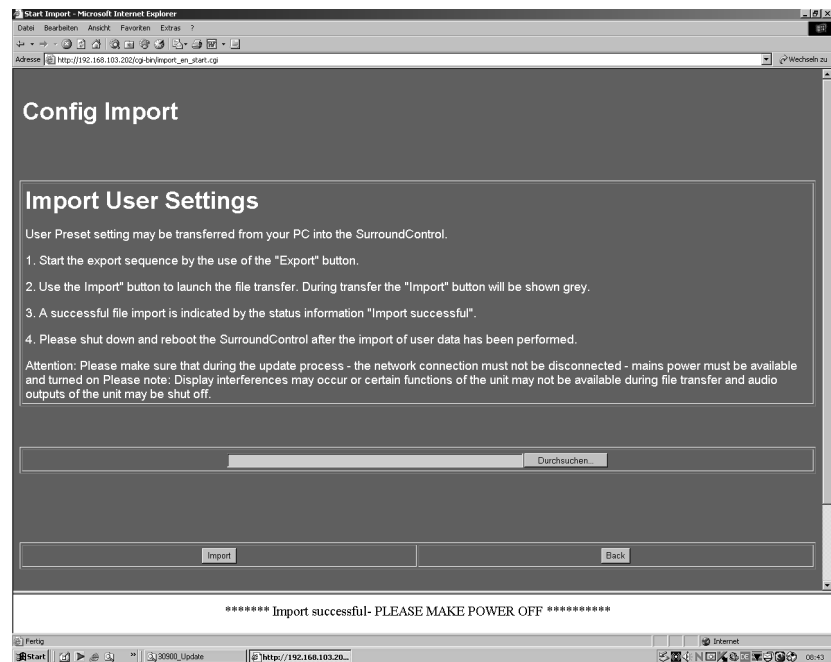 Start Import - Microsoft Internet Explorer
Datei Bearbeiten Ansicht Favoriten Extras ?
Adresse http://192.168.103.202/cgi-bin/import_en_start.cgi Wechseln zu
Config Import
Import User Settings
User Preset setting may be transferred from your PC into the SurroundControl.
1. Start the export sequence by the use of the "Export" button.
2. Use the Import" button to launch the file transfer. During transfer the "Import" button will be shown grey.
3. A successful file import is indicated by the status information "Import successful".
4. Please shut down and reboot the SurroundControl after the import of user data has been performed.
Attention: Please make sure that during the update process - the network connection must not be disconnected - mains power must be available
and turned on Please note: Display interferences may occur or certain functions of the unit may not be available during file transfer and audio
outputs of the unit may be shut off.
Durchsuchen...
Import Back
******* Import successful- PLEASE MAKE POWER OFF **********
Fertig Internet
Start » 30900_Update http://192.168.103.20... 08:43